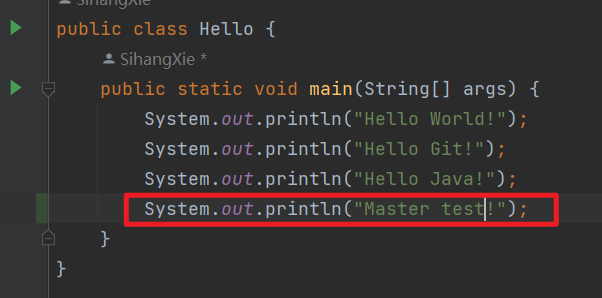 SihangXie
public class Hello {
SihangXie *
public static void main(String[] args) {
System.out.println("Hello World!");
System.out.println("Hello Git!");
System.out.println("Hello Java!");
System.out.println("Master test!");
}
}